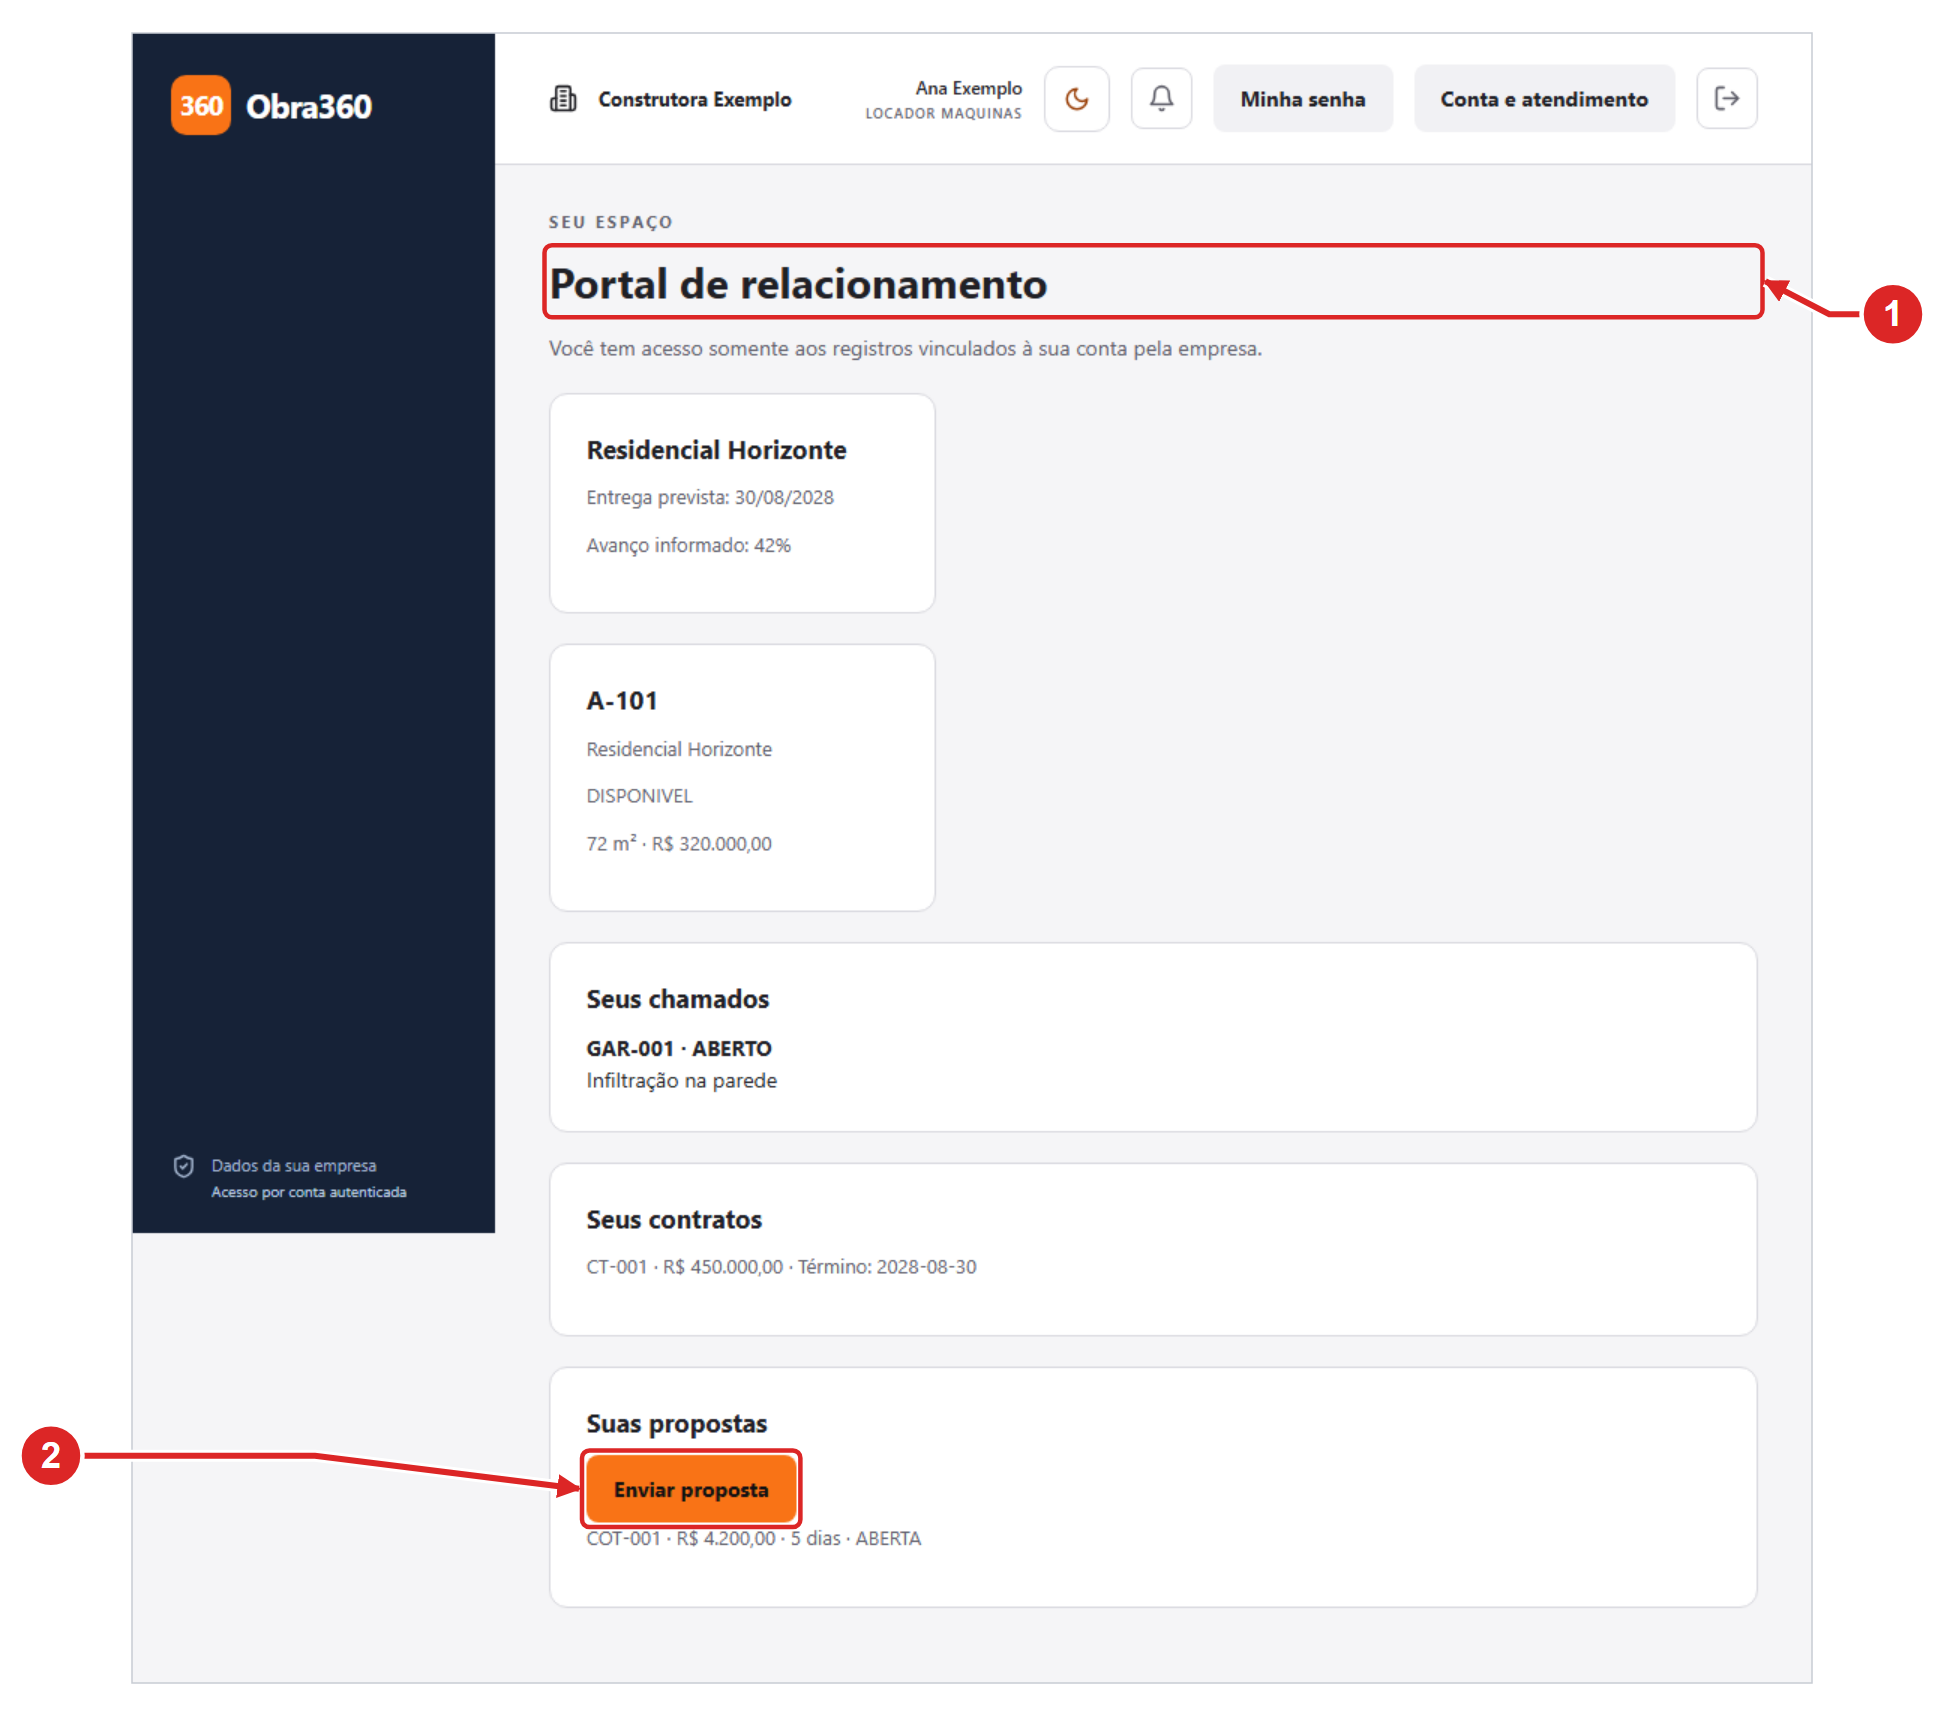 360 Obra360
Construtora Exemplo
Ana Exemplo
LOCADOR MAQUINAS
Minha senha
Conta e atendimento
SEU ESPAÇO
Portal de relacionamento
1
Você tem acesso somente aos registros vinculados à sua conta pela empresa.
Residencial Horizonte
Entrega prevista: 30/08/2028
Avanço informado: 42%
A-101
Residencial Horizonte
DISPONIVEL
72 m² · R$ 320.000,00
Seus chamados
GAR-001 · ABERTO
Infiltração na parede
Dados da sua empresa
Acesso por conta autenticada
Seus contratos
CT-001 · R$ 450.000,00 · Término: 2028-08-30
Suas propostas
2
Enviar proposta
COT-001 · R$ 4.200,00 · 5 dias · ABERTA